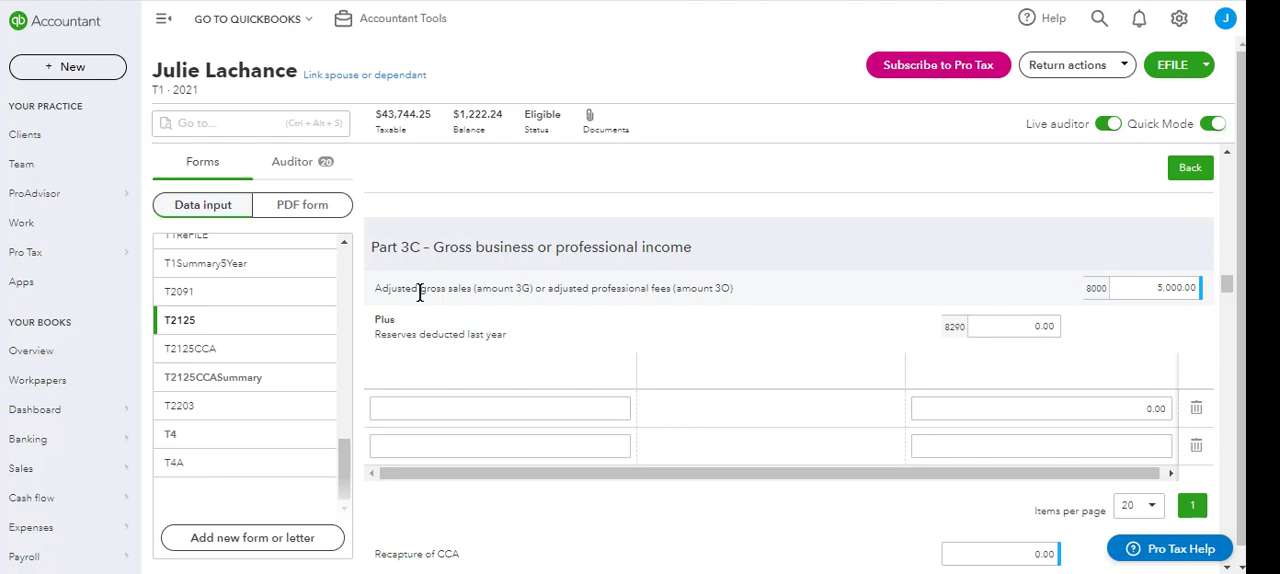 qb Accountant
GO TO QUICKBOOKS
Accountant Tools
Help
J
+ New
YOUR PRACTICE
Clients
Team
ProAdvisor
Work
Pro Tax
Apps
YOUR BOOKS
Overview
Workpapers
Dashboard
Banking
Sales
Cash flow
Expenses
Payroll
Julie Lachance Link spouse or dependant
T1 · 2021
Subscribe to Pro Tax
Return actions
EFILE
Go to... (Ctrl + Alt + S)
$43,744.25
Taxable
$1,222.24
Balance
Eligible
Status
Documents
Live auditor
Quick Mode
Forms
Auditor 20
Data input
PDF form
T1ReFILE
T1Summary5Year
T2091
T2125
T2125CCA
T2125CCASummary
T2203
T4
T4A
Add new form or letter
Back
Part 3C – Gross business or professional income
Adjusted gross sales (amount 3G) or adjusted professional fees (amount 3O) 8000 5,000.00
Plus
Reserves deducted last year 8290 0.00
0.00
Items per page 20 1
Recapture of CCA 0.00
Pro Tax Help